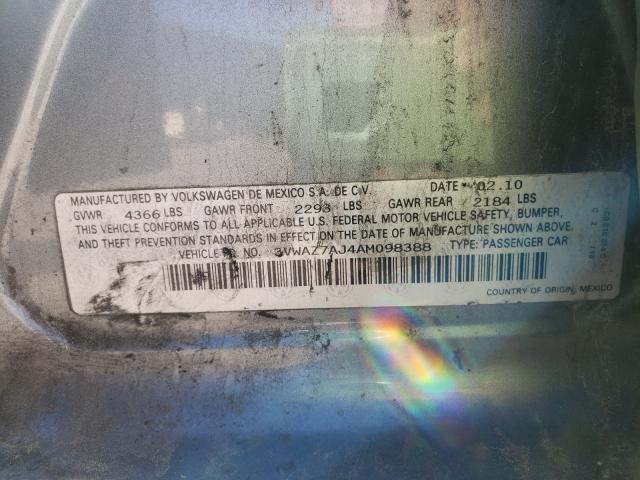 MANUFACTURED BY VOLKSWAGEN DE MEXICO S.A. DE C.V. DATE 02.10
GVWR 4366 LBS GAWR FRONT 2293 LBS GAWR REAR 2184 LBS
THIS VEHICLE CONFORMS TO ALL APPLICABLE U.S. FEDERAL MOTOR VEHICLE SAFETY, BUMPER,
AND THEFT PREVENTION STANDARDS IN EFFECT ON THE DATE OF MANUFACTURE SHOWN ABOVE.
VEHICLE I.D. NO. 3VWAZ7AJ4AM098388 TYPE: PASSENGER CAR
COUNTRY OF ORIGIN, MEXICO